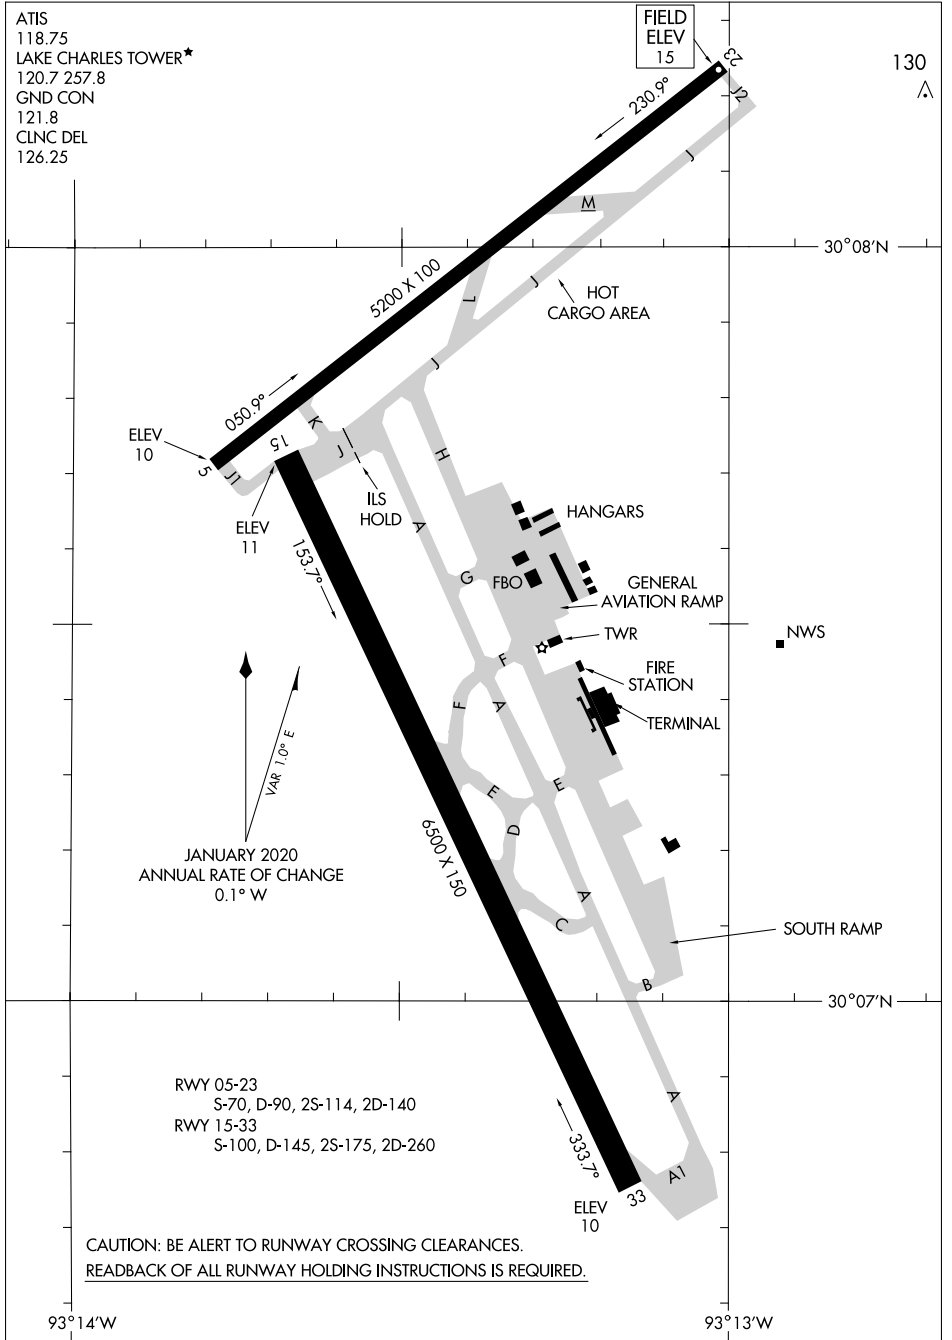 ATIS
118.75
LAKE CHARLES TOWER★
120.7 257.8
GND CON
121.8
CLNC DEL
126.25
FIELD
ELEV
15
23
130
J2
230.9°
J
M
30°08'N
5200 X 100
L
J
HOT
CARGO AREA
J
050.9°
K
ELEV
10
5
J1
15
J
H
ILS
HOLD
ELEV
11
A
HANGARS
153.7°
G
FBO
GENERAL
AVIATION RAMP
TWR
NWS
F
FIRE
STATION
F
A
TERMINAL
VAR 1.0° E
E
E
D
6500 X 150
JANUARY 2020
ANNUAL RATE OF CHANGE
0.1° W
A
C
SOUTH RAMP
B
30°07'N
RWY 05-23
S-70, D-90, 2S-114, 2D-140
RWY 15-33
S-100, D-145, 2S-175, 2D-260
A
333.7°
A1
33
ELEV
10
CAUTION: BE ALERT TO RUNWAY CROSSING CLEARANCES.
READBACK OF ALL RUNWAY HOLDING INSTRUCTIONS IS REQUIRED.
93°14'W
93°13'W